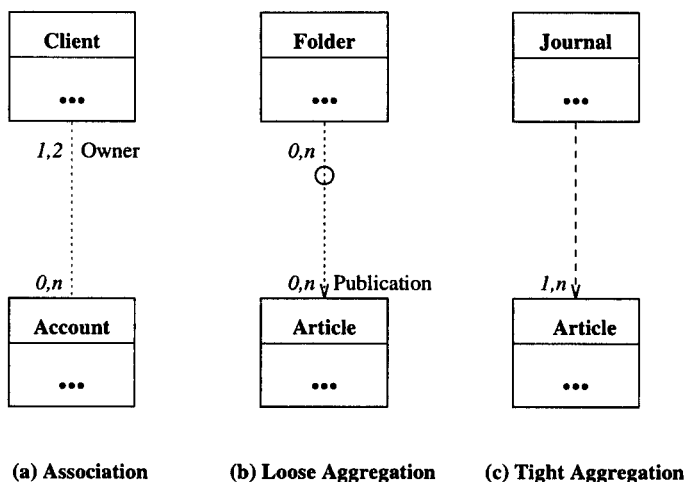 Client Folder Journal
... ... ...
1,2 Owner 0,n
0,n 0,n Publication 1,n
Account Article Article
... ... ...
(a) Association (b) Loose Aggregation (c) Tight Aggregation